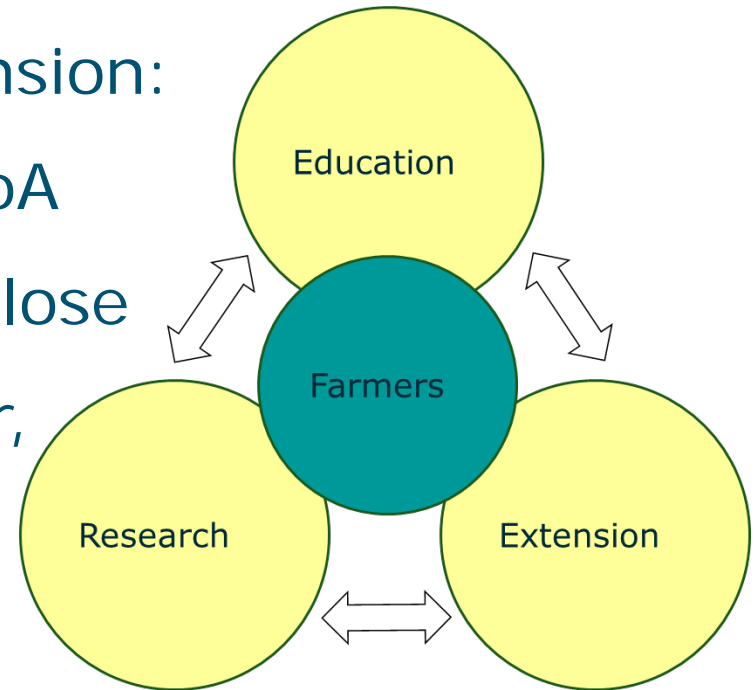 nsion:
Education
oA
lose
Farmers
r,
Research
Extension